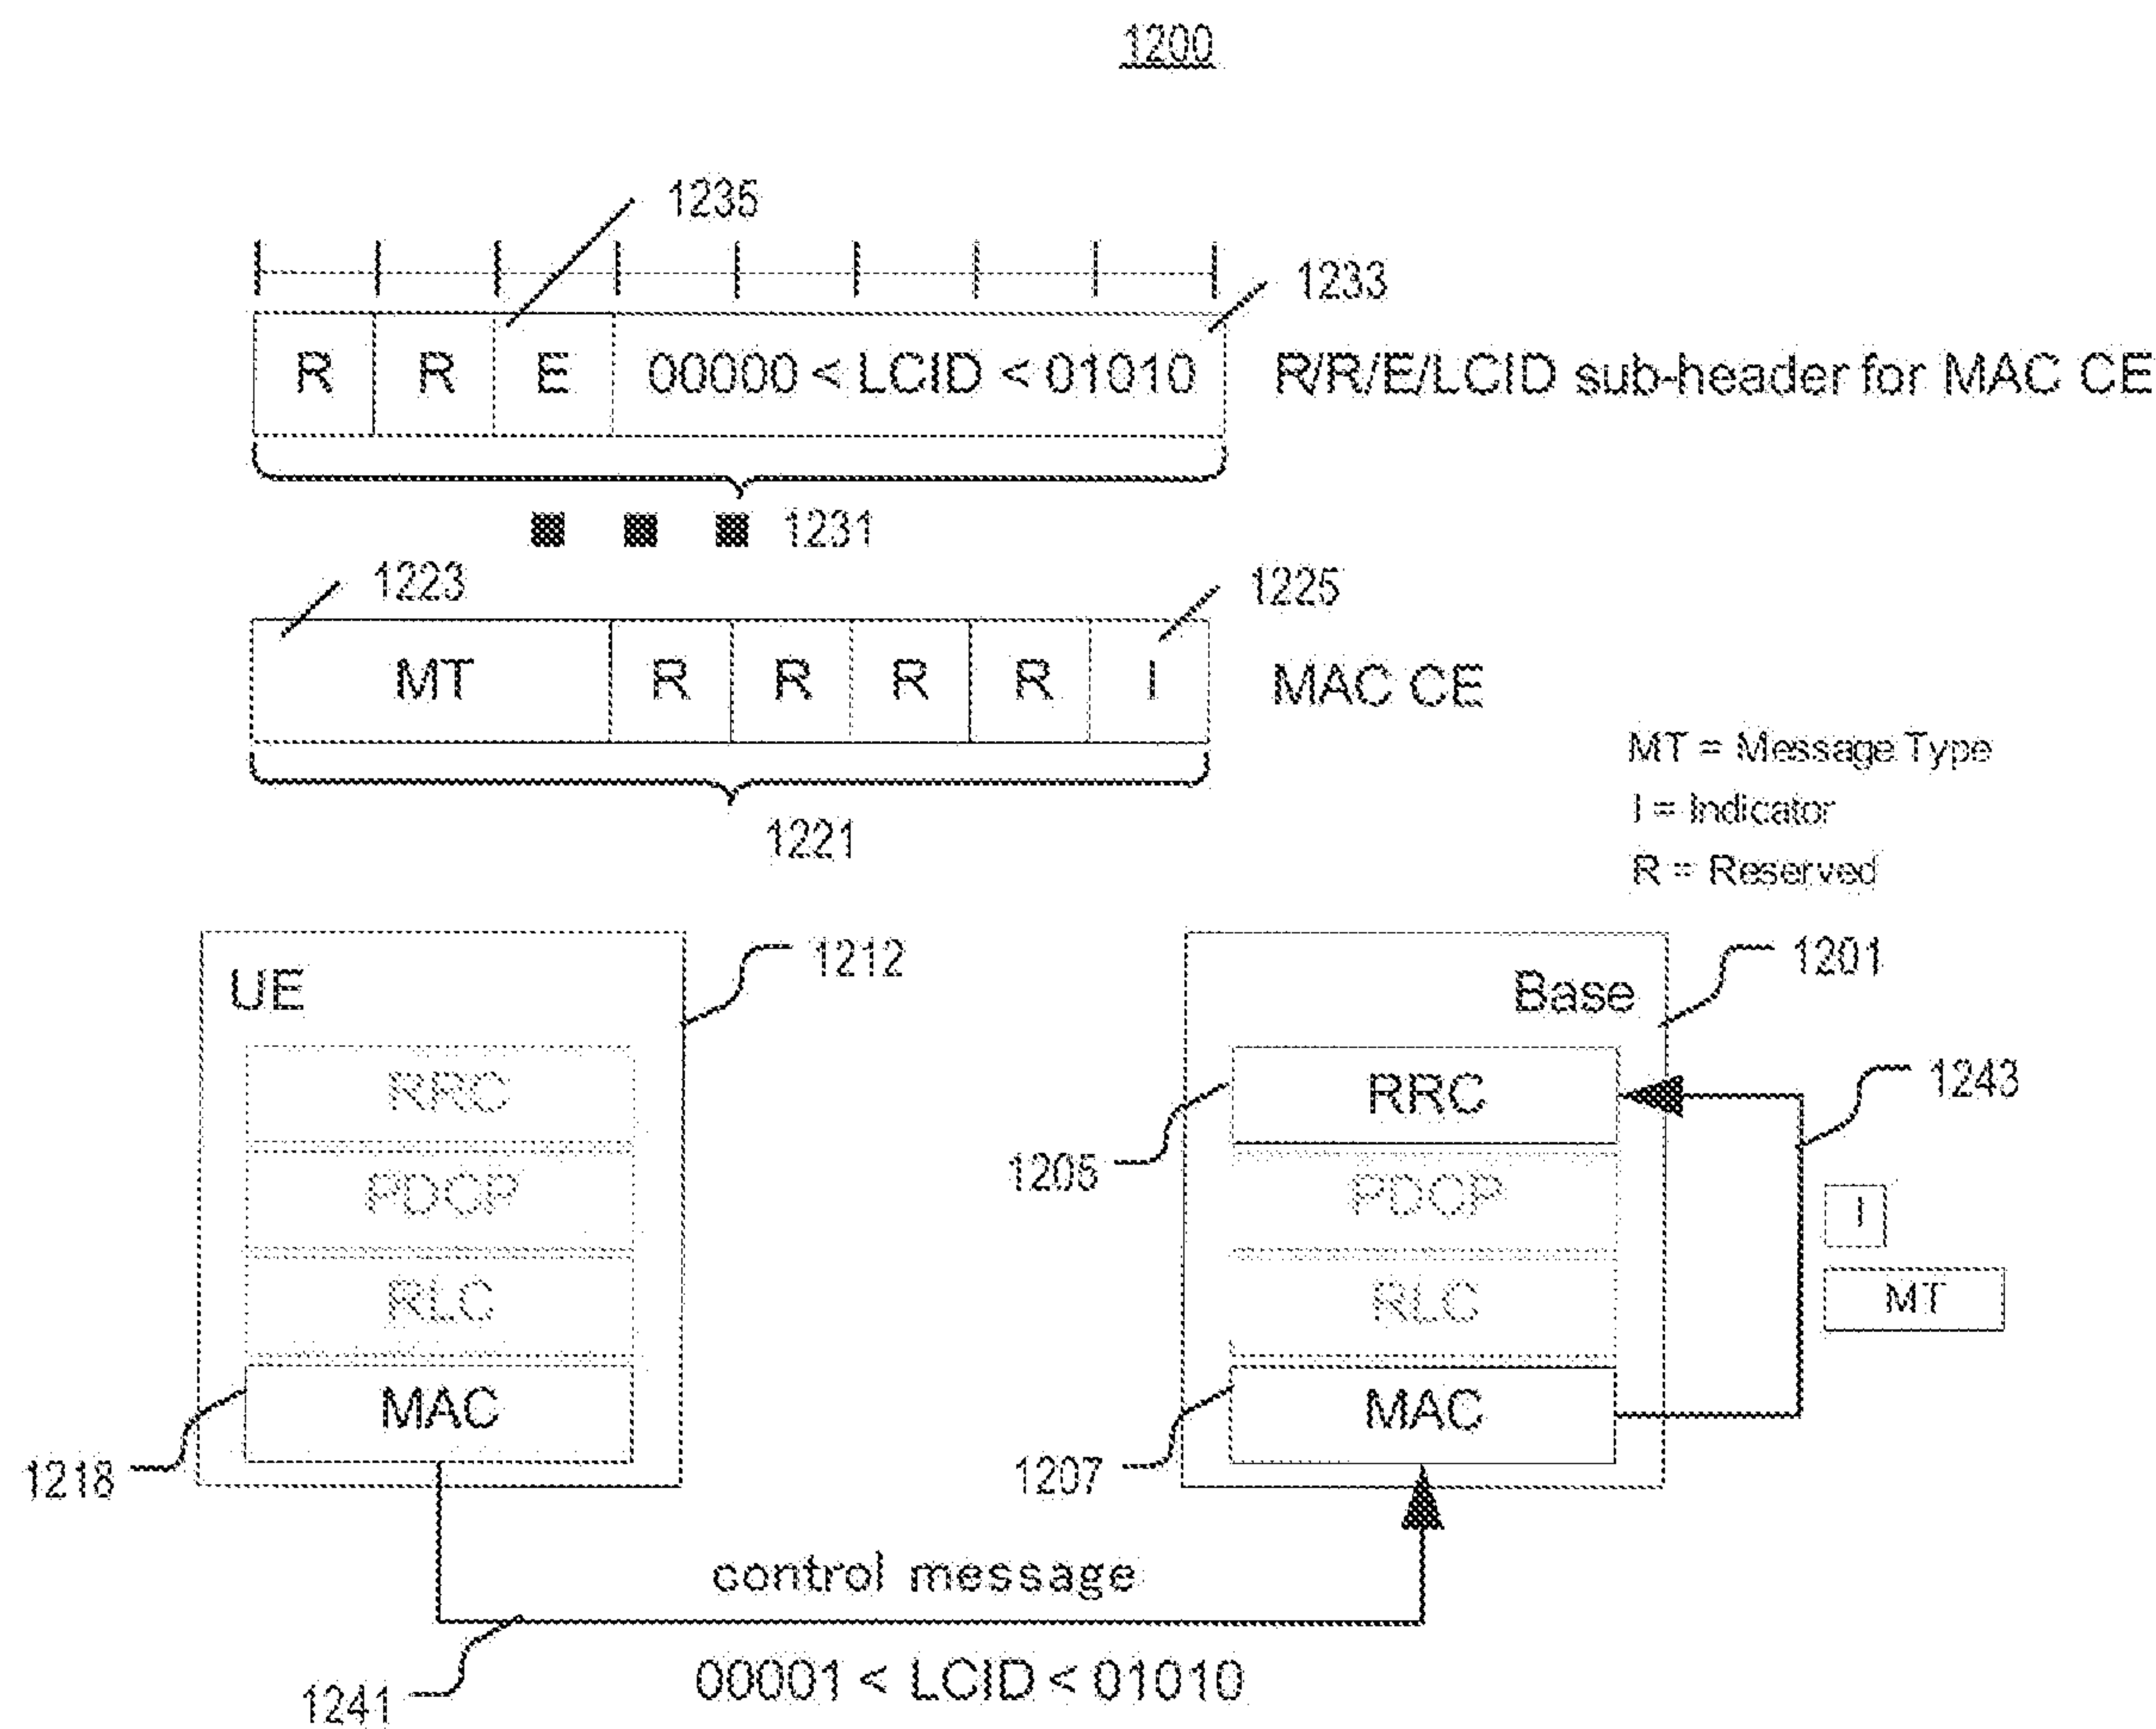 1200
1235
1233
R R E 00000 < LCID < 01010 R/R/E/LCID sub-header for MAC CE
1231
1223
1225
MT R R R R I MAC CE
MT = Message Type
I = Indicator
R = Reserved
1221
UE
1212
Base
1201
RRC
RRC
1243
1205
PDCP
PDCP
I
RLC
RLC
MT
MAC
MAC
1218
1207
control message
1241
00001 < LCID < 01010